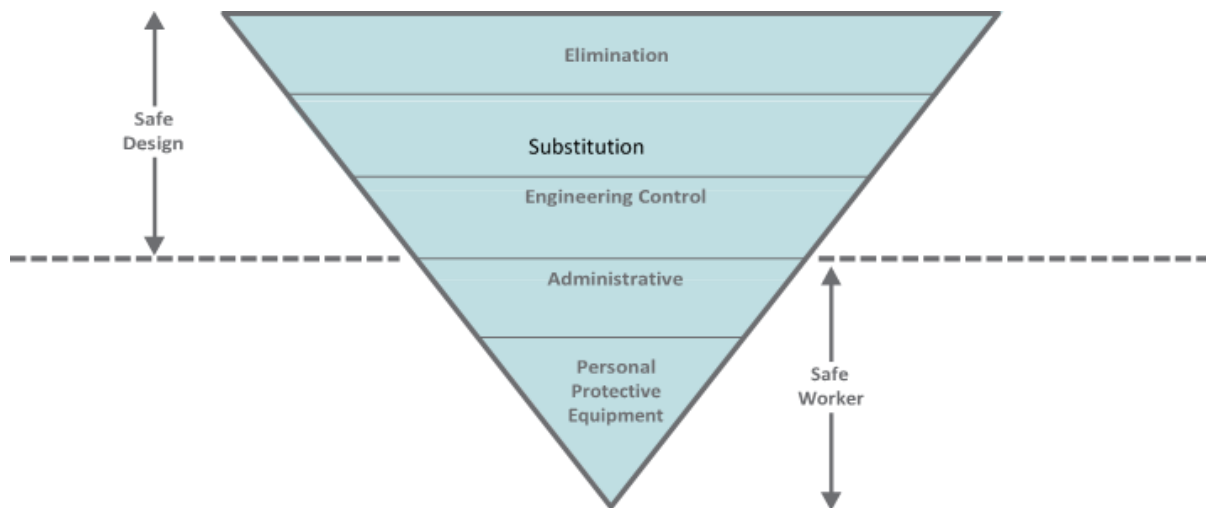 Elimination
Safe
Design
Substitution
Engineering Control
Administrative
Personal
Protective
Equipment
Safe
Worker